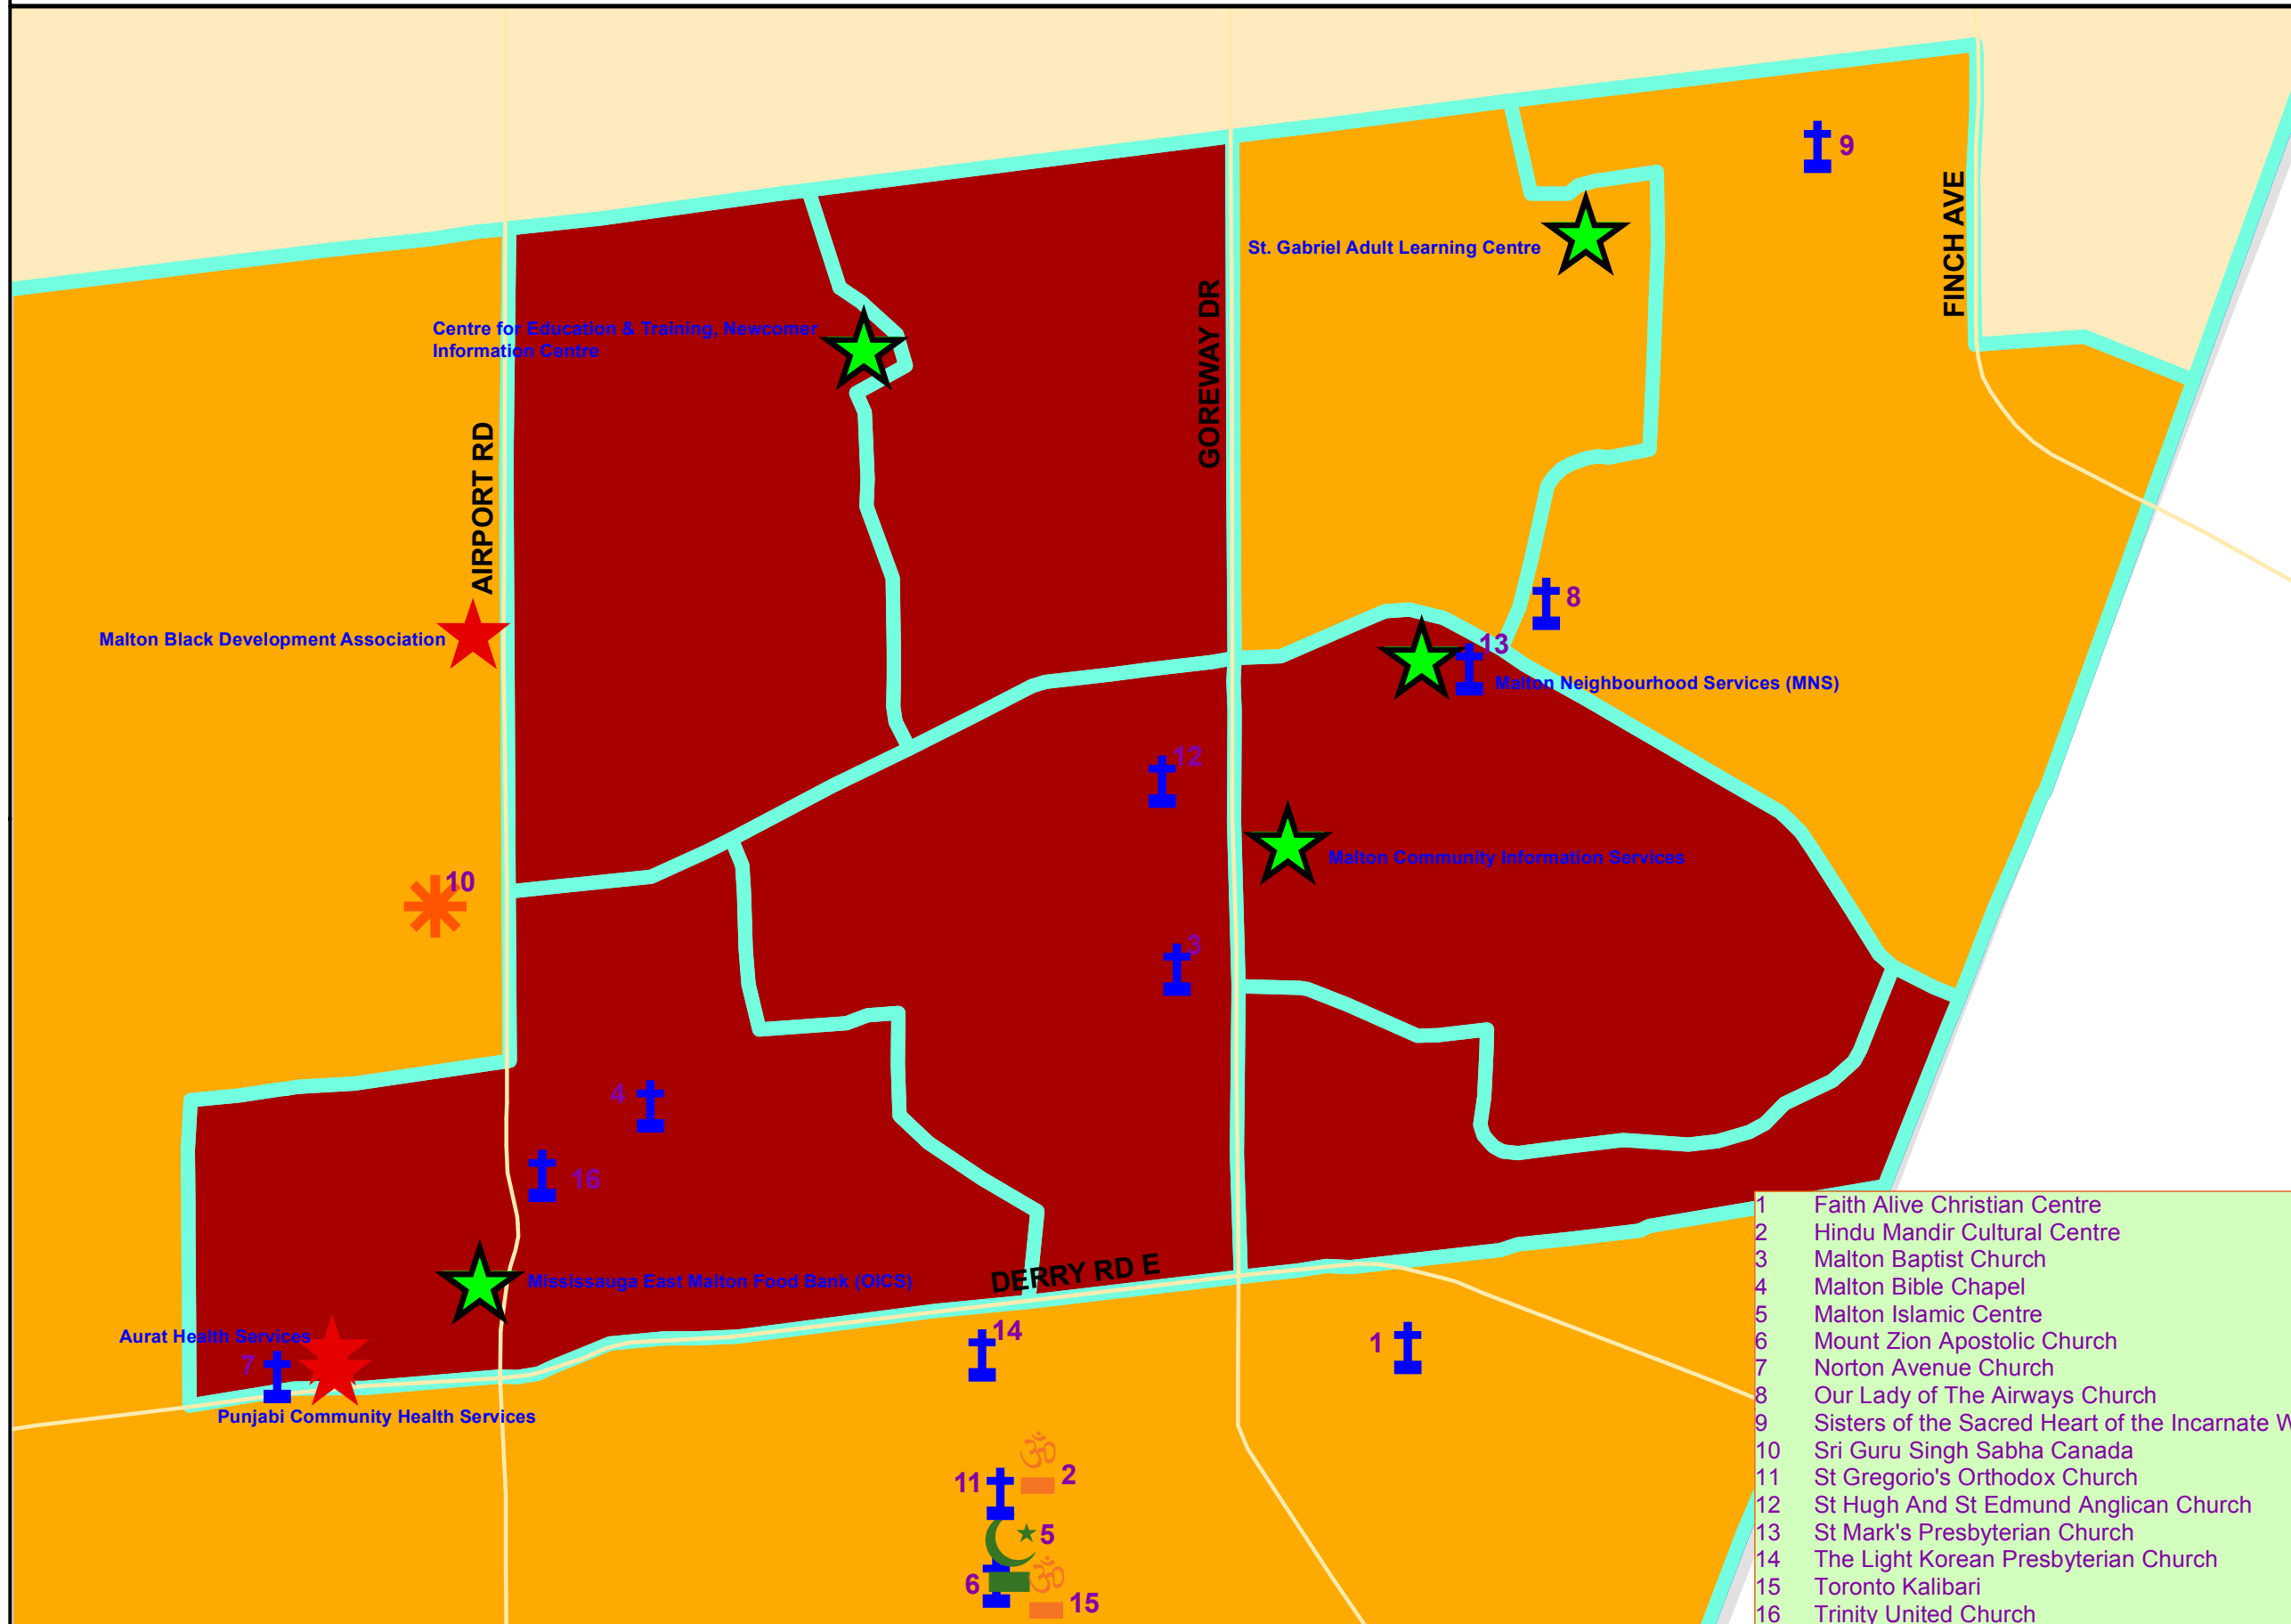 9
FINCH AVE
St. Gabriel Adult Learning Centre
GOREWAY DR
Centre for Education & Training, Newcomer
Information Centre
AIRPORT RD
8
Malton Black Development Association
13
Malton Neighbourhood Services (MNS)
12
Malton Community Information Services
10
3
4
16
DERRY RD E
Mississauga East Malton Food Bank (OICS)
Aurat Health Services
7
14
1
Punjabi Community Health Services
11
2
5
6
15
1 Faith Alive Christian Centre
2 Hindu Mandir Cultural Centre
3 Malton Baptist Church
4 Malton Bible Chapel
5 Malton Islamic Centre
6 Mount Zion Apostolic Church
7 Norton Avenue Church
8 Our Lady of The Airways Church
9 Sisters of the Sacred Heart of the Incarnate W
10 Sri Guru Singh Sabha Canada
11 St Gregorio's Orthodox Church
12 St Hugh And St Edmund Anglican Church
13 St Mark's Presbyterian Church
14 The Light Korean Presbyterian Church
15 Toronto Kalibari
16 Trinity United Church